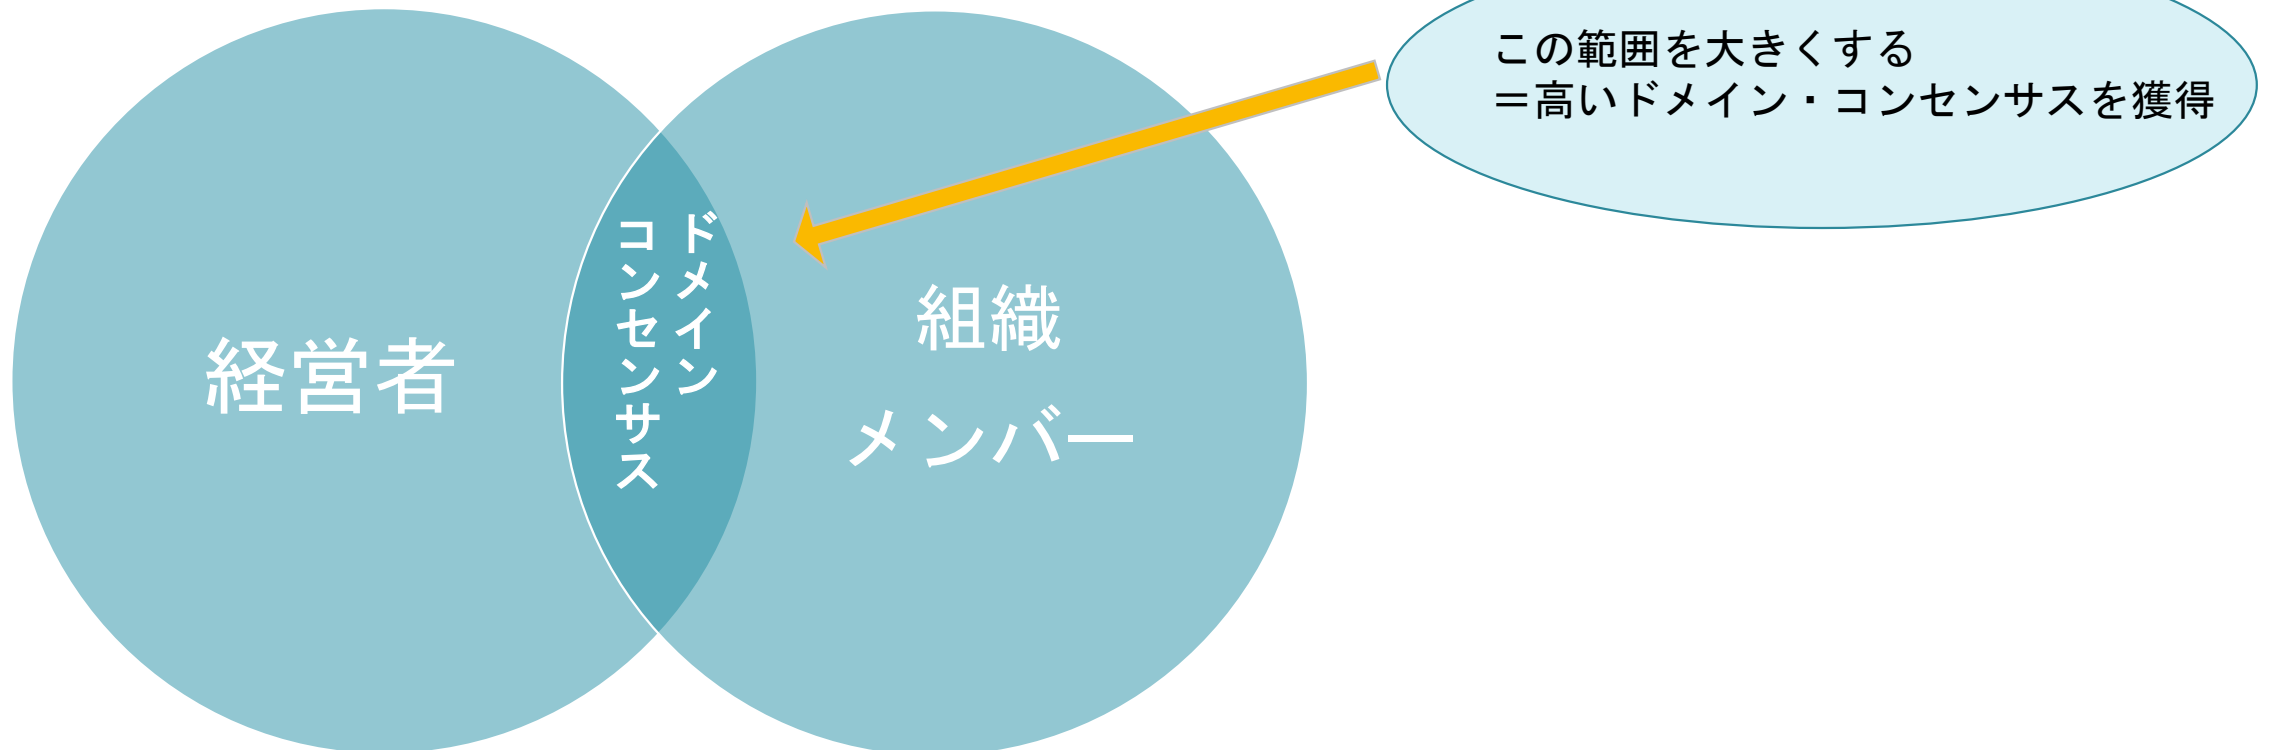 経営者
ドメイン
コンセンサス
組織
メンバー
この範囲を大きくする
＝高いドメイン・コンセンサスを獲得